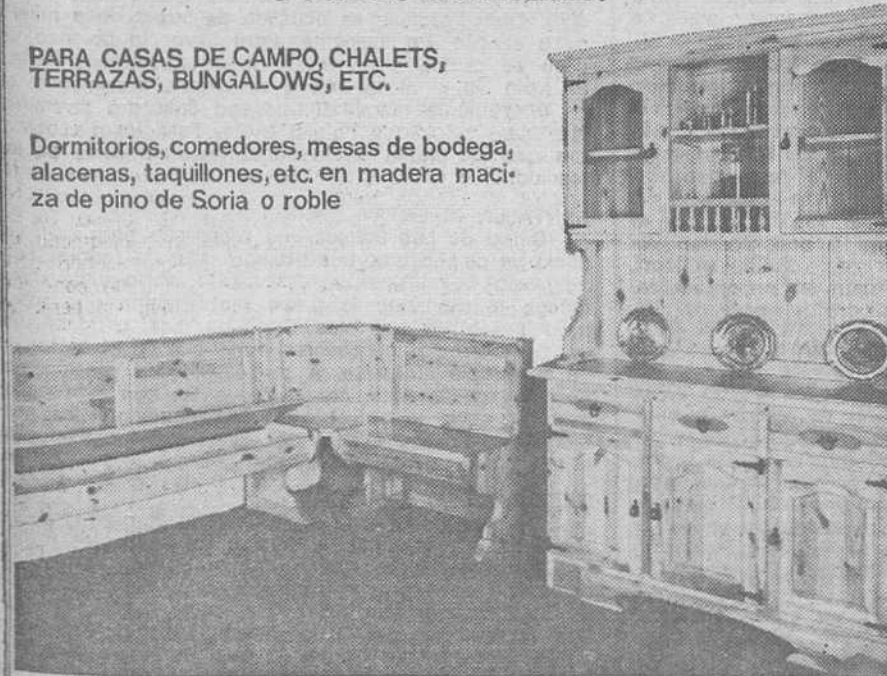 PARA CASAS DE CAMPO, CHALETS,
TERRAZAS, BUNGALOWS, ETC.
Dormitorios, comedores, mesas de bodega,
alacenas, taquillones, etc. en madera maci-
za de pino de Soria o roble